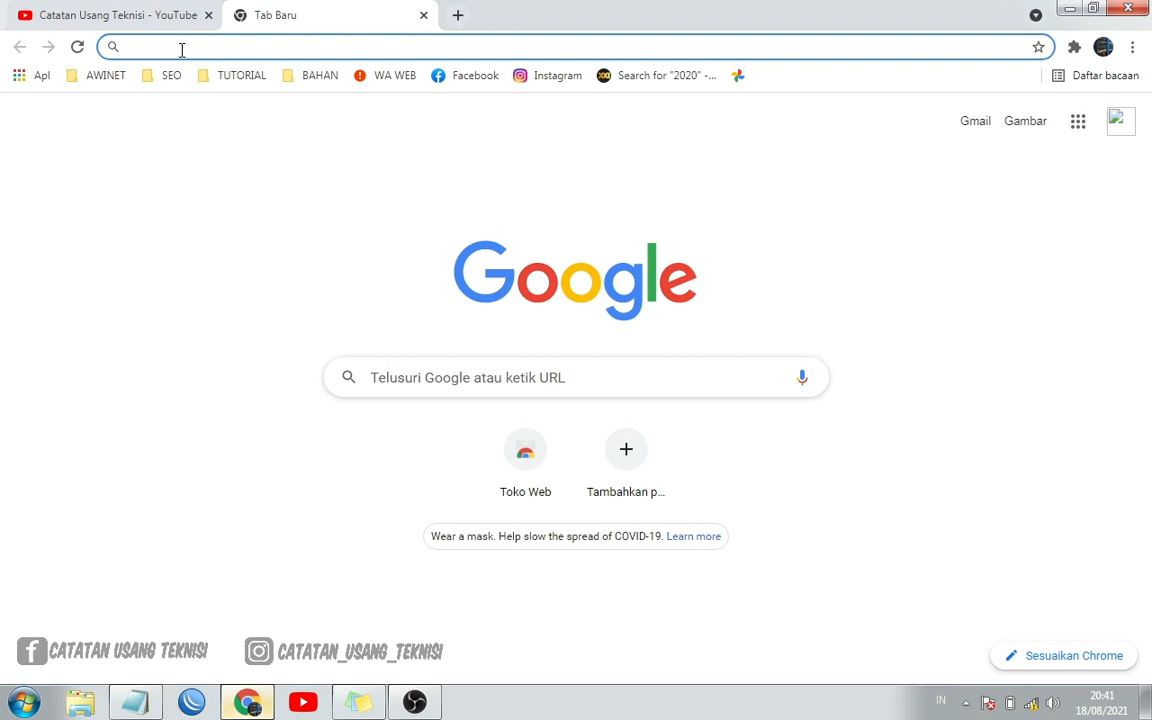 Catatan Usang Teknisi - YouTube
Tab Baru
Apl
AWINET
SEO
TUTORIAL
BAHAN
WA WEB
Facebook
Instagram
Search for "2020" -...
Daftar bacaan
Gmail
Gambar
Google
Telusuri Google atau ketik URL
Toko Web
Tambahkan p...
Wear a mask. Help slow the spread of COVID-19. Learn more
CATATAN USANG TEKNISI
CATATAN_USANG_TEKNISI
Sesuaikan Chrome
IN
20:41
18/08/2021